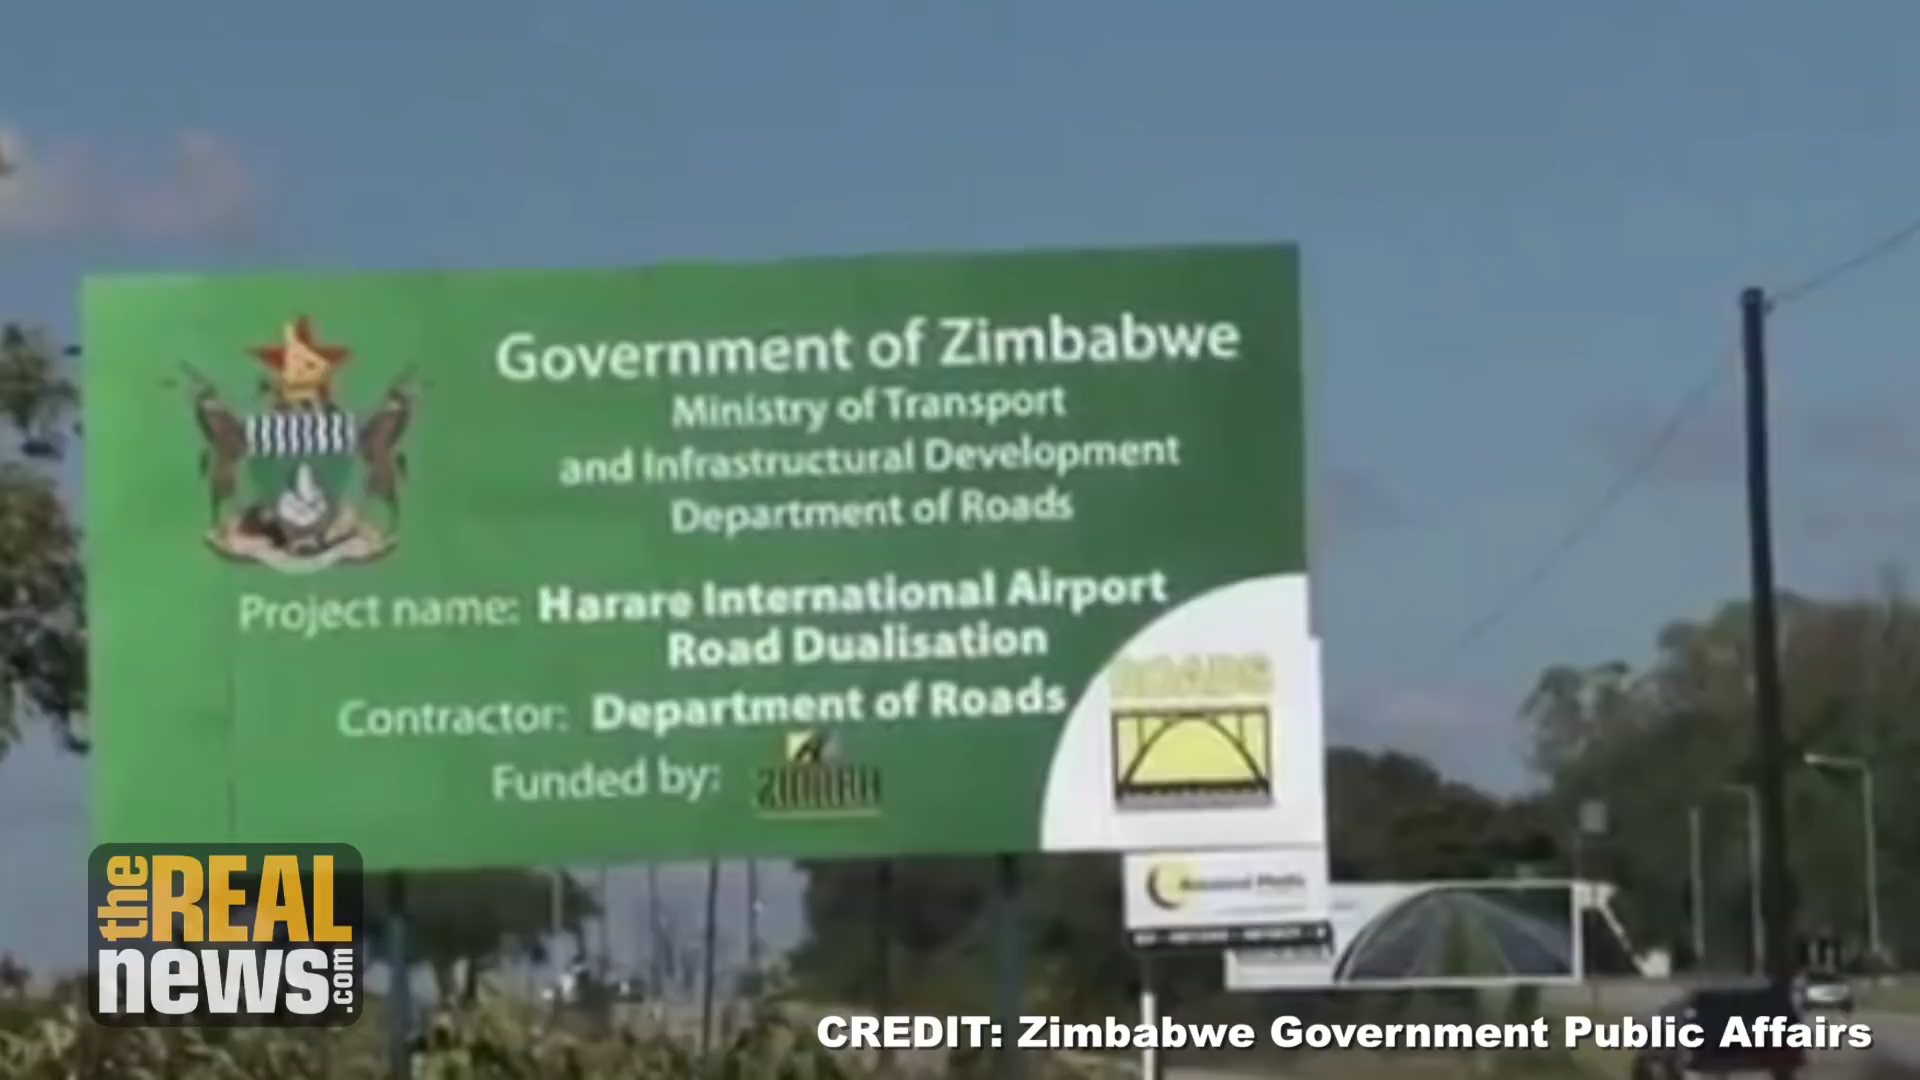 Government of Zimbabwe
Ministry of Transport
and Infrastructural Development
Department of Roads
Project name: Harare International Airport
Road Dualisation
Contractor: Department of Roads
Funded by:
ROADS
the REAL
news.com
CREDIT: Zimbabwe Government Public Affairs